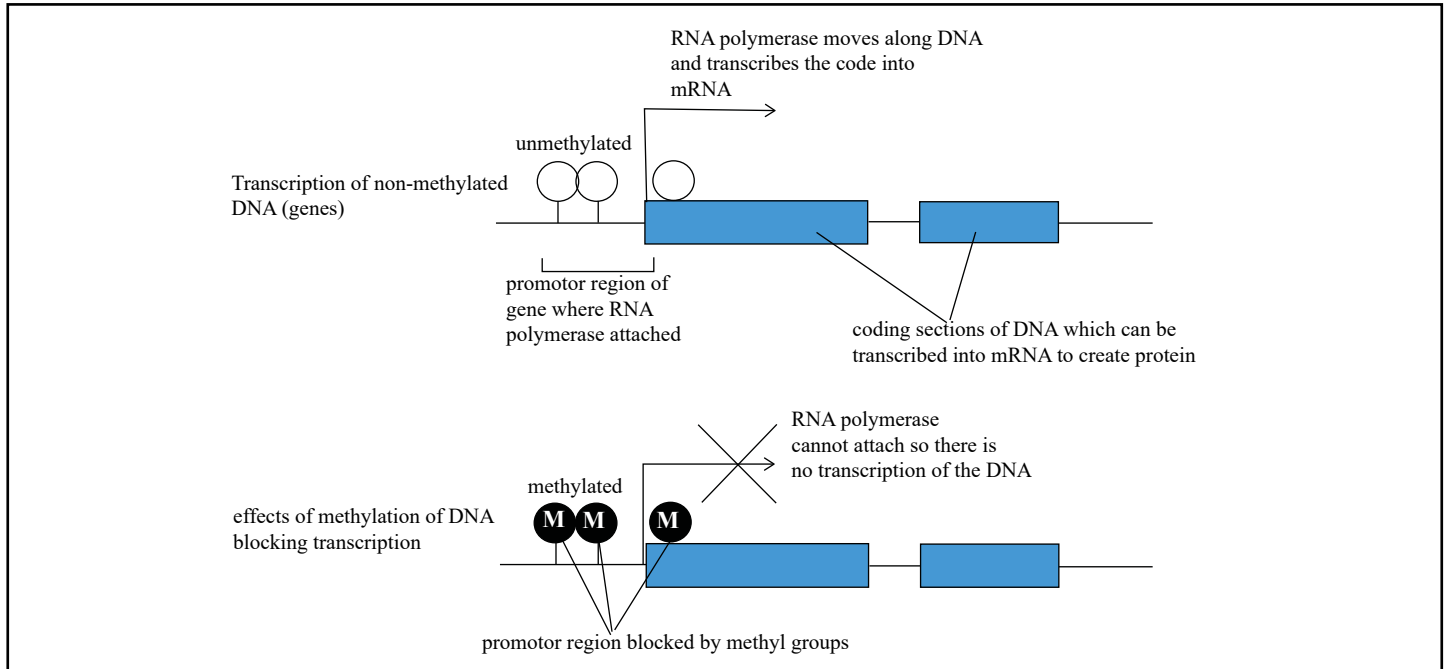 RNA polymerase moves along DNA
and transcribes the code into
mRNA
unmethylated
Transcription of non-methylated
DNA (genes)
promotor region of
gene where RNA
polymerase attached
coding sections of DNA which can be
transcribed into mRNA to create protein
RNA polymerase
cannot attach so there is
no transcription of the DNA
methylated
M M M
effects of methylation of DNA
blocking transcription
promotor region blocked by methyl groups